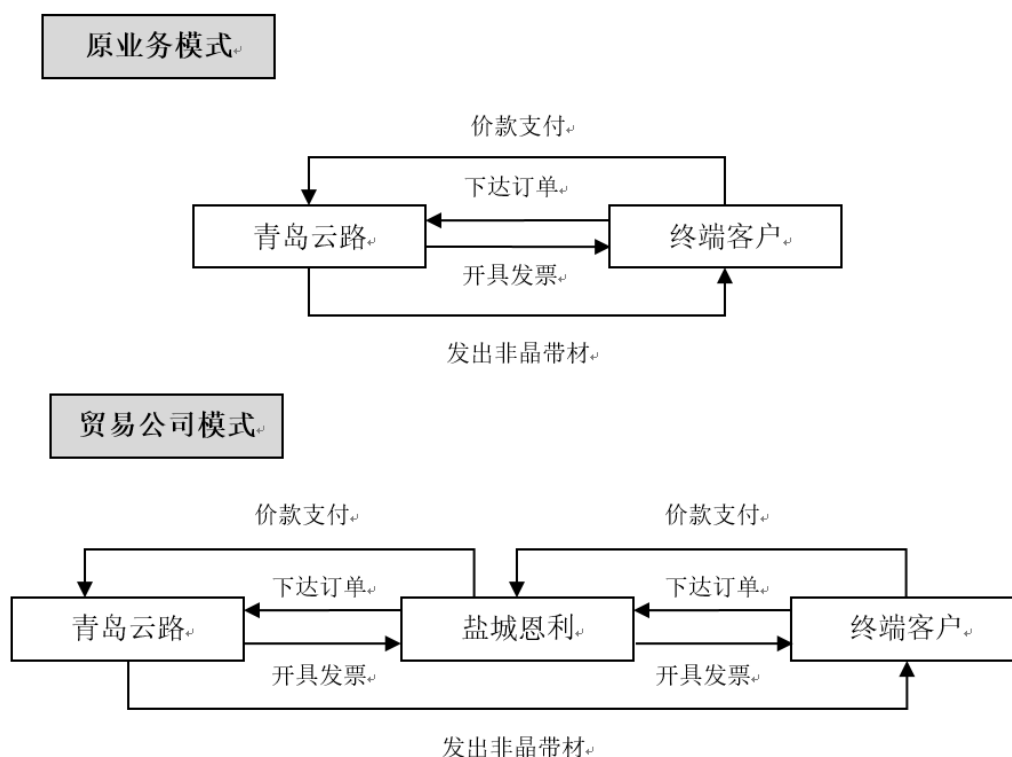 原业务模式
价款支付
下达订单
青岛云路
终端客户
开具发票
发出非晶带材
贸易公司模式
价款支付
价款支付
下达订单
下达订单
青岛云路
盐城恩利
终端客户
开具发票
开具发票
发出非晶带材